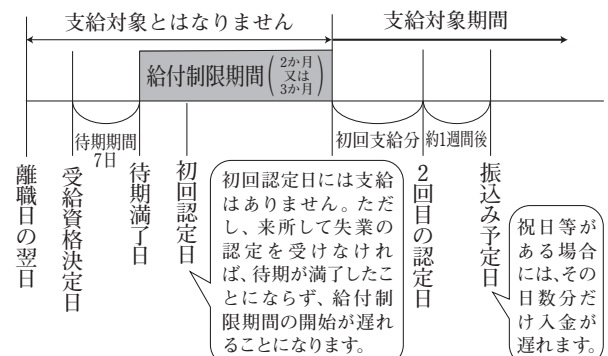 支給対象とはなりません
支給対象期間
給付制限期間(2か月又は3か月)
待期期間
7日
初回支給分
約1週間後
離職日の翌日
受給資格決定日
待期満了日
初回認定日
初回認定日には支給
はありません。ただ
し、来所して失業の
認定を受けなけれ
ば、待期が満了したこ
とにならず、給付制
限期間の開始が遅れ
ることになります。
2回目の認定日
振込み予定日
祝日等が
ある場合
には、その
日数分だ
け入金が
遅れます。